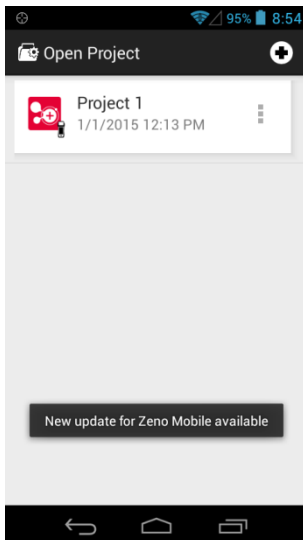 95% 8:54
Open Project
Project 1
1/1/2015 12:13 PM
New update for Zeno Mobile available